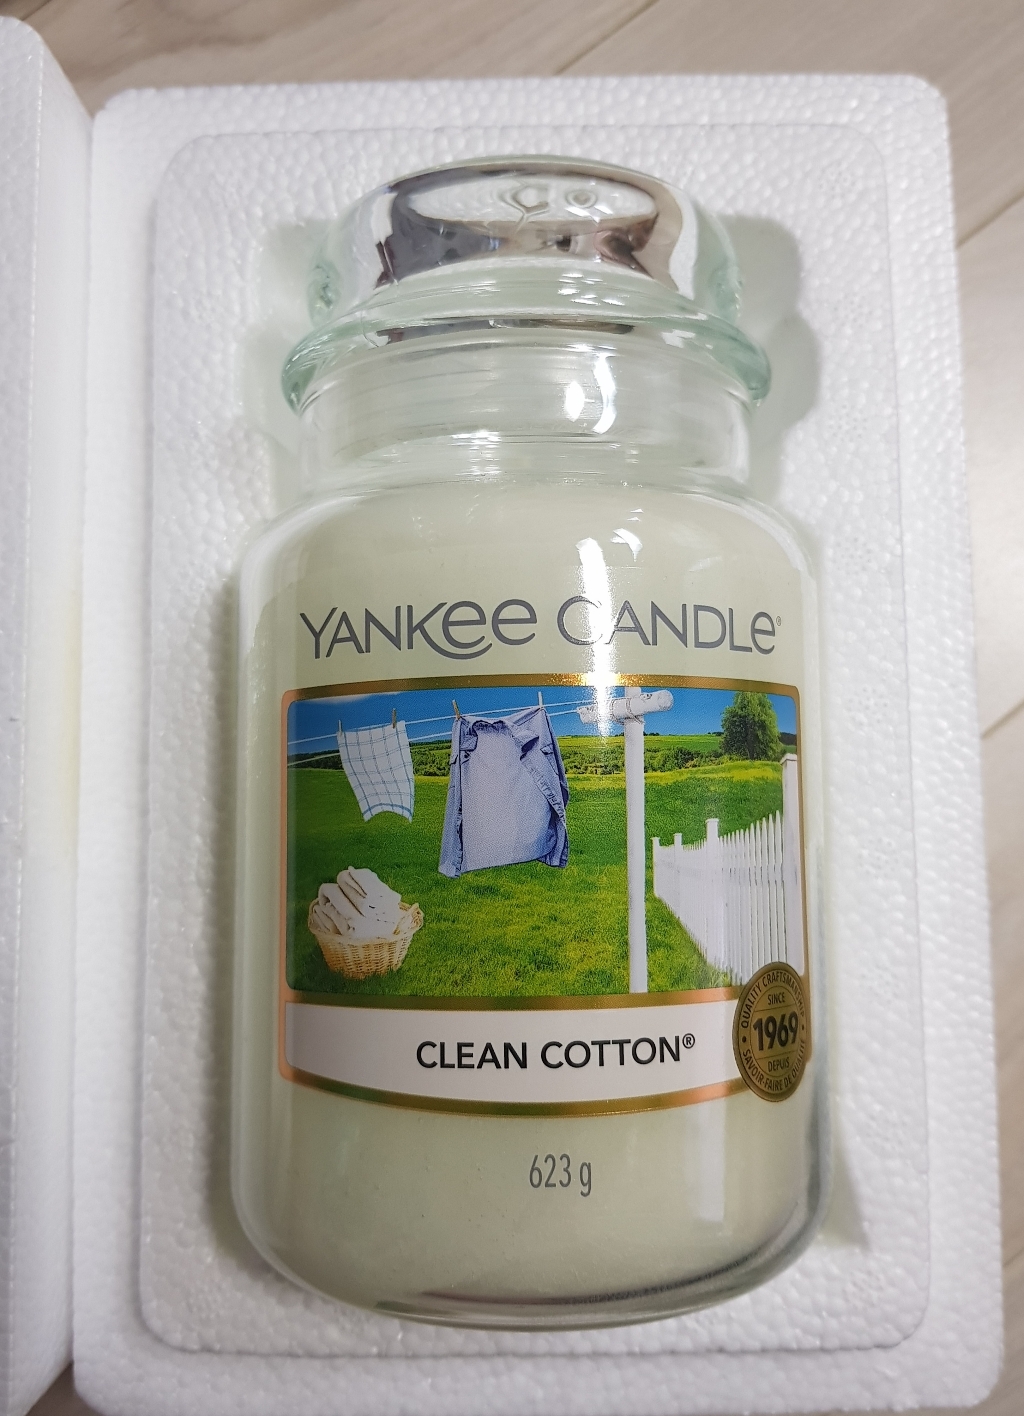 YANKEE CANDLE®
CLEAN COTTON®
QUALITY CRAFTSMANSHIP
SINCE
1969
DEPUIS
SAVOIR-FAIRE DE QUALITÉ
623 g